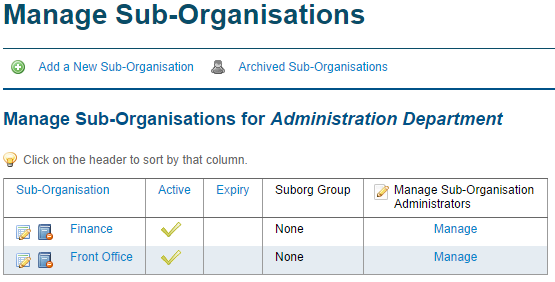 Manage Sub-Organisations
Add a New Sub-Organisation Archived Sub-Organisations
Manage Sub-Organisations for Administration Department
Click on the header to sort by that column.
Sub-Organisation Active Expiry Suborg Group Manage Sub-Organisation
Administrators
Finance None Manage
Front Office None Manage